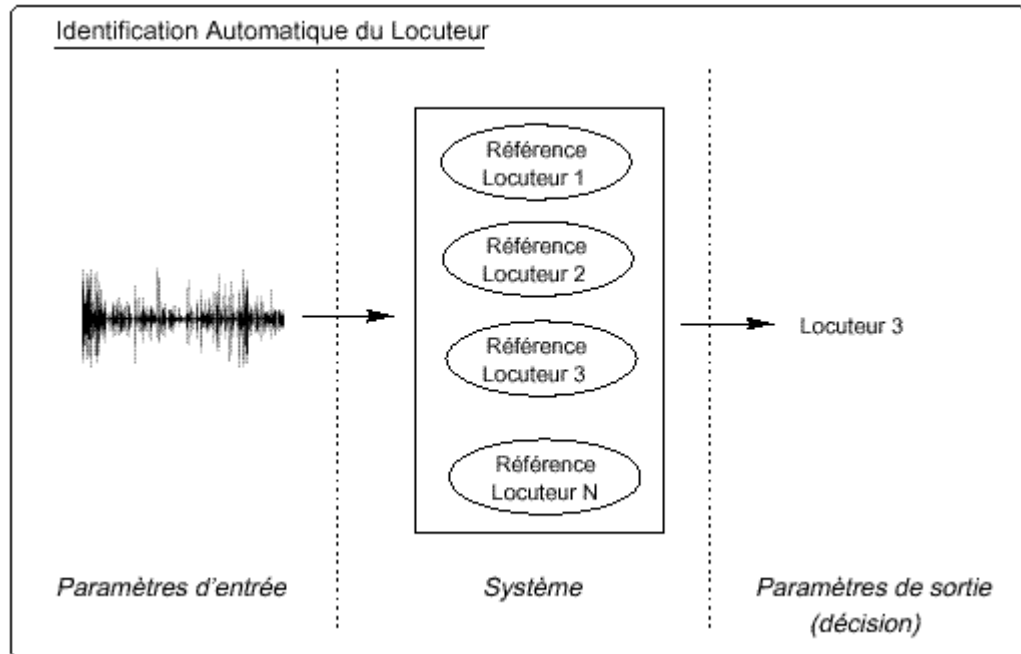 Identification Automatique du Locuteur
Référence
Locuteur 1
Référence
Locuteur 2
Référence
Locuteur 3
Référence
Locuteur N
Locuteur 3
Paramètres d'entrée
Système
Paramètres de sortie
(décision)